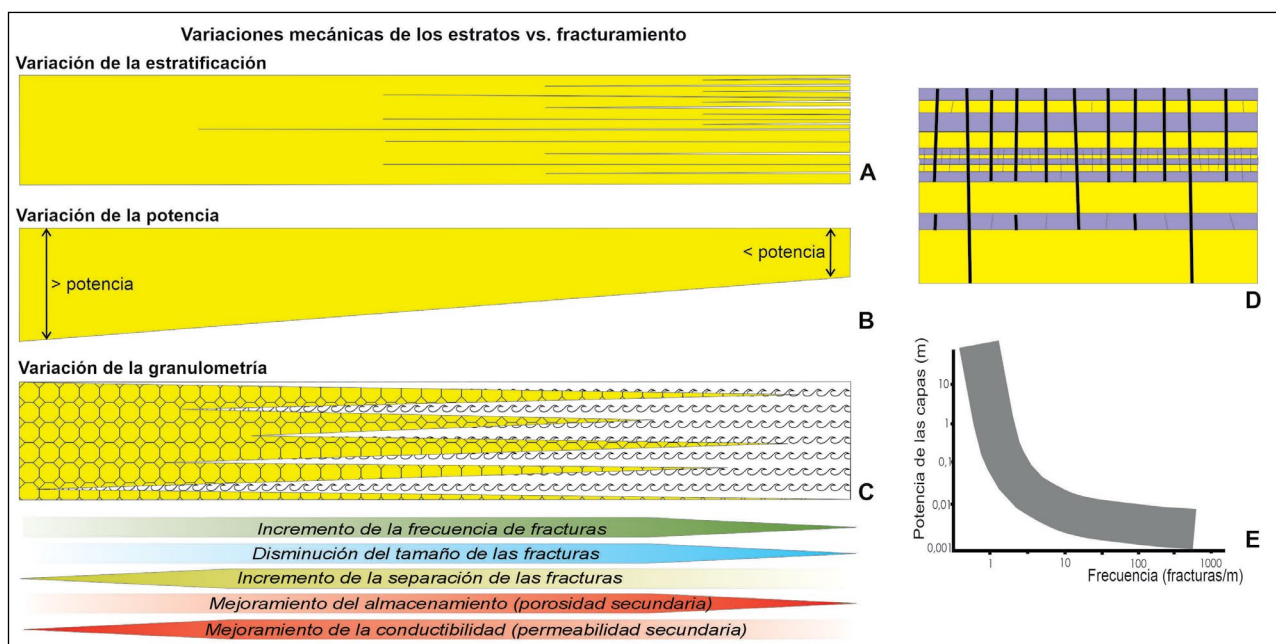 Variaciones mecánicas de los estratos vs. fracturamiento
Variación de la estratificación
A
Variación de la potencia
> potencia
< potencia
B
Variación de la granulometría
C
Incremento de la frecuencia de fracturas
Disminución del tamaño de las fracturas
Incremento de la separación de las fracturas
Mejoramiento del almacenamiento (porosidad secundaria)
Mejoramiento de la conductibilidad (permeabilidad secundaria)
D
Potencia de las capas (m)
10
1
0,1
0,01
0,001
1
10
100
1000
Frecuencia (fracturas/m)
E